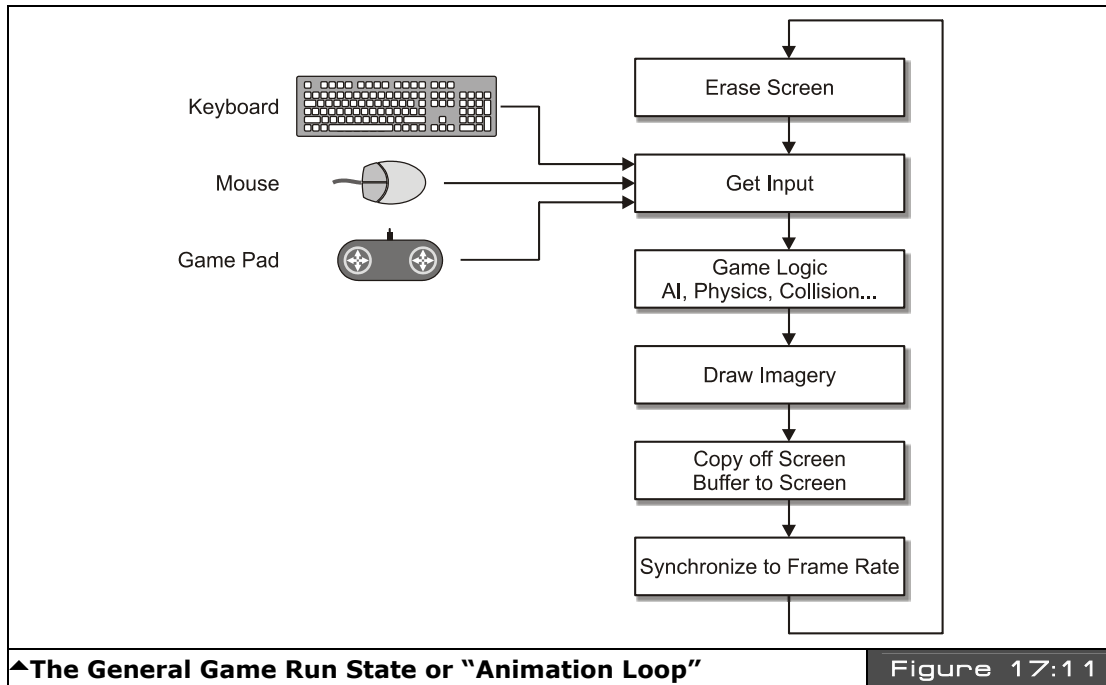 Keyboard
Mouse
Game Pad
Erase Screen
Get Input
Game Logic
AI, Physics, Collision...
Draw Imagery
Copy off Screen
Buffer to Screen
Synchronize to Frame Rate
The General Game Run State or “Animation Loop”
Figure 17:11